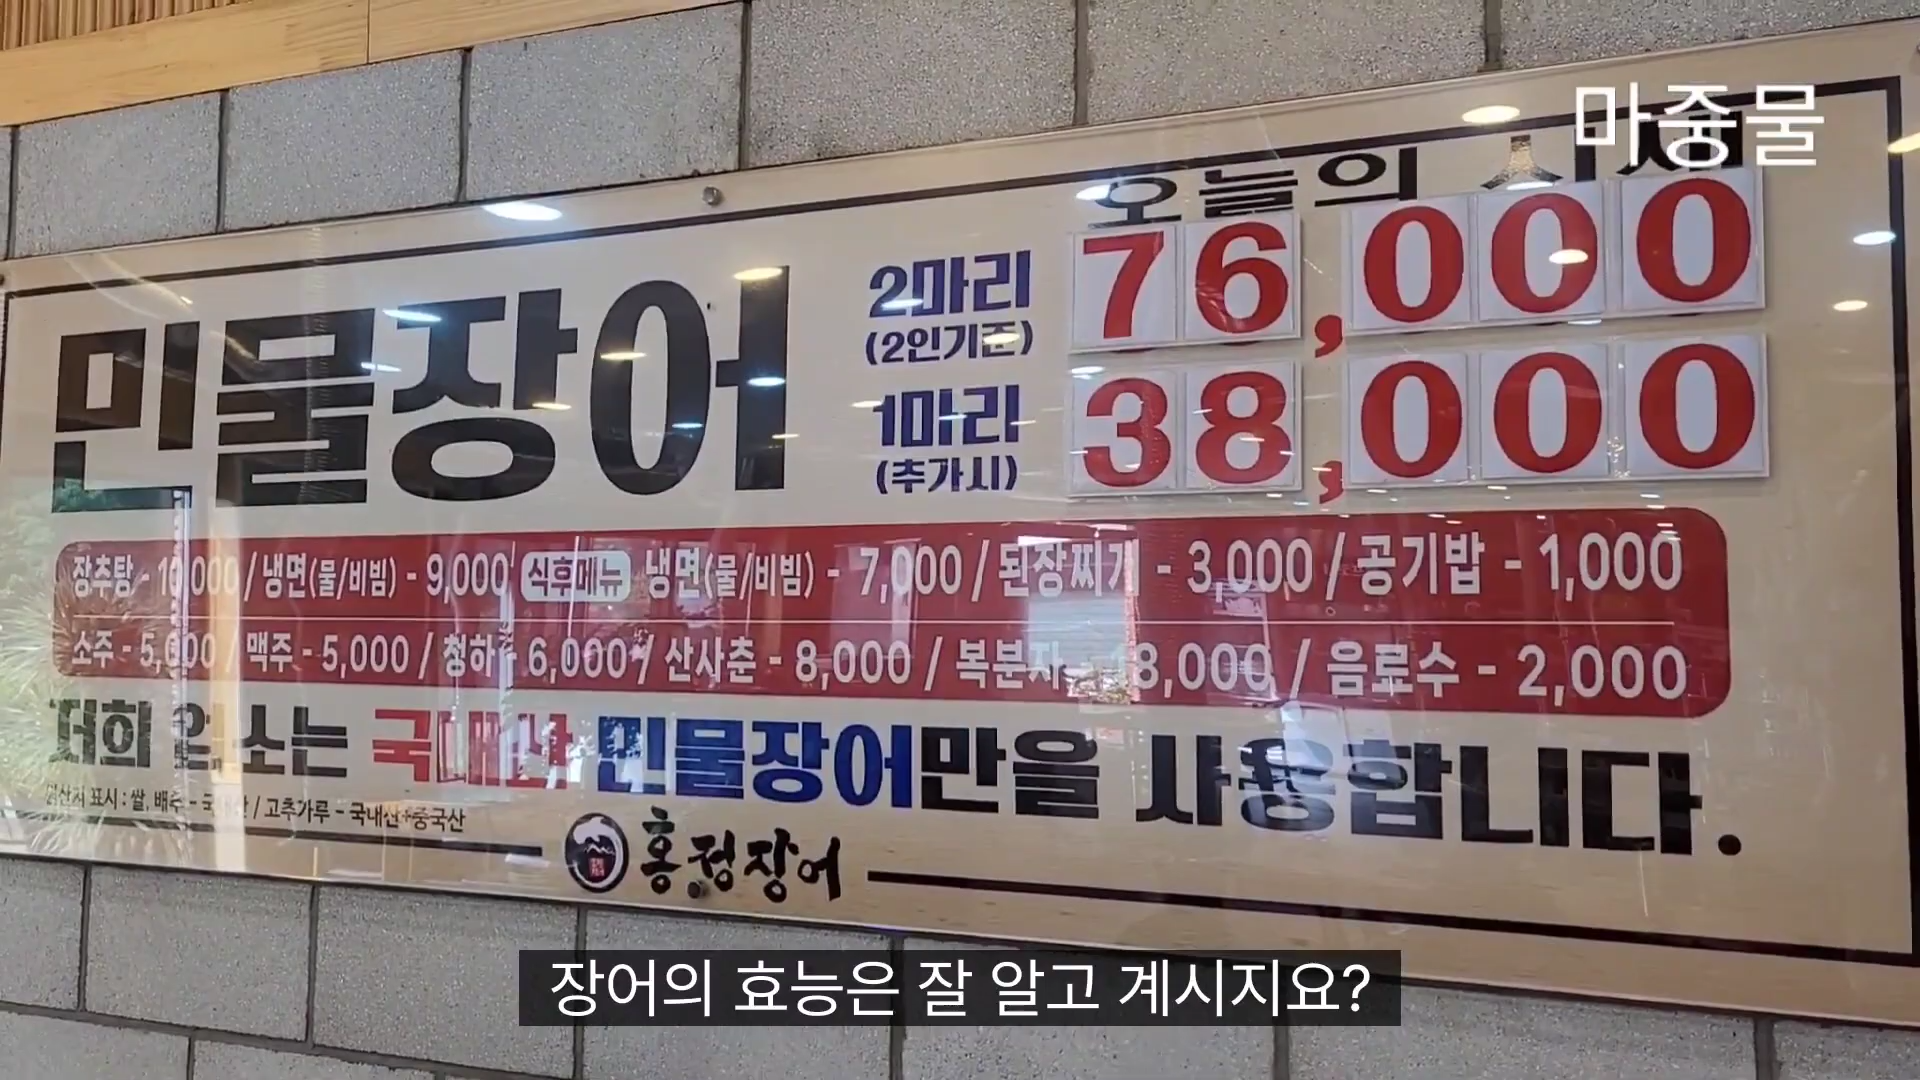 마중물
오늘의 시세
민물장어
2마리 76,000
(2인기준)
1마리 38,000
(추가시)
장추탕 - 10,000 / 냉면(물/비빔) - 9,000 식후메뉴 냉면(물/비빔) - 7,000 / 된장찌개 - 3,000 / 공기밥 - 1,000
소주 - 5,000 / 맥주 - 5,000 / 청하 - 6,000 / 산사춘 - 8,000 / 복분자 - 18,000 / 음료수 - 2,000
저희 업소는 국내산 민물장어만을 사용합니다.
원산지 표시 : 쌀, 배추 - 국내산 / 고추가루 - 국내산+중국산
홍정장어
장어의 효능은 잘 알고 계시지요?